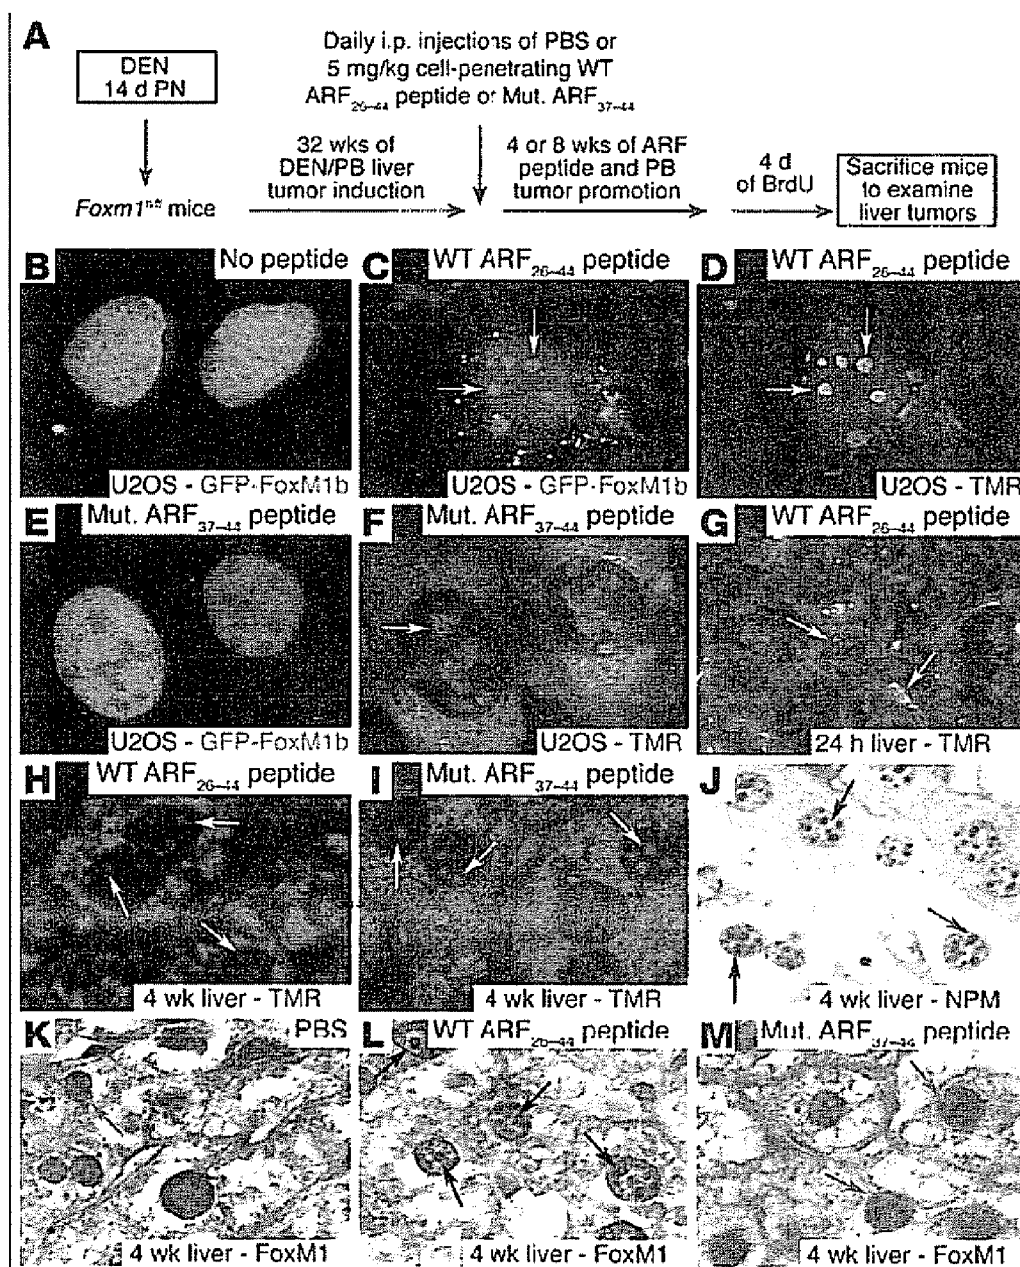 A
DEN
14 d PN
Daily i.p. injections of PBS or
5 mg/kg cell-penetrating WT
ARF26–44 peptide or Mut. ARF37–44
32 wks of
DEN/PB liver
tumor induction
4 or 8 wks of ARF
peptide and PB
tumor promotion
4 d
of BrdU
Sacrifice mice
to examine
liver tumors
Foxm1 mice
B No peptide
U2OS - GFP-FoxM1b
C WT ARF26–44 peptide
U2OS - GFP-FoxM1b
D WT ARF26–44 peptide
U2OS - TMR
E Mut. ARF37–44 peptide
U2OS - GFP-FoxM1b
F Mut. ARF37–44 peptide
U2OS - TMR
G WT ARF26–44 peptide
24 h liver - TMR
H WT ARF26–44 peptide
4 wk liver - TMR
I Mut. ARF37–44 peptide
4 wk liver - TMR
J
4 wk liver - NPM
K PBS
4 wk liver - FoxM1
L WT ARF26–44 peptide
4 wk liver - FoxM1
M Mut. ARF37–44 peptide
4 wk liver - FoxM1